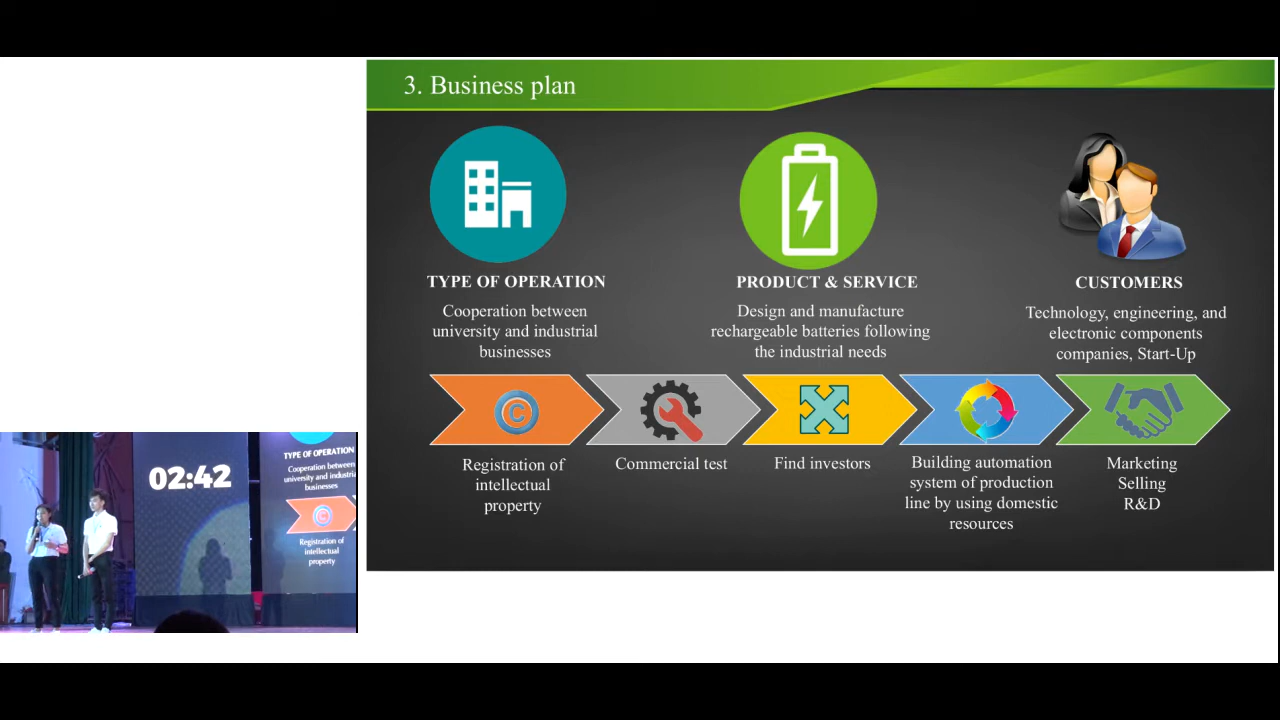 3. Business plan
TYPE OF OPERATION
Cooperation between
university and industrial
businesses
PRODUCT & SERVICE
Design and manufacture
rechargeable batteries following
the industrial needs
CUSTOMERS
Technology, engineering, and
electronic components
companies, Start-Up
C
Registration of
intellectual
property
Commercial test
Find investors
Building automation
system of production
line by using domestic
resources
Marketing
Selling
R&D
02:42
TYPE OF OPERATION
Cooperation between
university and industria
businesses
C
Registration of
intellectual
property